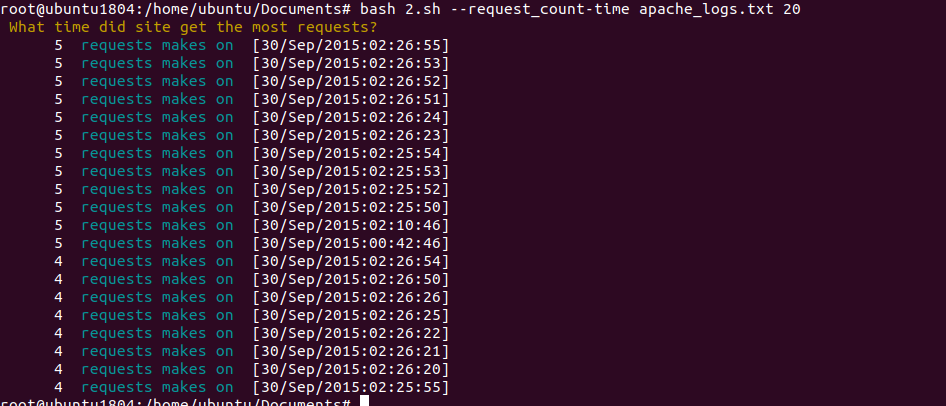 root@ubuntu1804:/home/ubuntu/Documents# bash 2.sh --request_count-time apache_logs.txt 20
What time did site get the most requests?
5 requests makes on [30/Sep/2015:02:26:55]
5 requests makes on [30/Sep/2015:02:26:53]
5 requests makes on [30/Sep/2015:02:26:52]
5 requests makes on [30/Sep/2015:02:26:51]
5 requests makes on [30/Sep/2015:02:26:24]
5 requests makes on [30/Sep/2015:02:26:23]
5 requests makes on [30/Sep/2015:02:25:54]
5 requests makes on [30/Sep/2015:02:25:53]
5 requests makes on [30/Sep/2015:02:25:52]
5 requests makes on [30/Sep/2015:02:25:50]
5 requests makes on [30/Sep/2015:02:10:46]
5 requests makes on [30/Sep/2015:00:42:46]
4 requests makes on [30/Sep/2015:02:26:54]
4 requests makes on [30/Sep/2015:02:26:50]
4 requests makes on [30/Sep/2015:02:26:26]
4 requests makes on [30/Sep/2015:02:26:25]
4 requests makes on [30/Sep/2015:02:26:22]
4 requests makes on [30/Sep/2015:02:26:21]
4 requests makes on [30/Sep/2015:02:26:20]
4 requests makes on [30/Sep/2015:02:25:55]
root@ubuntu1804:/home/ubuntu/Documents#